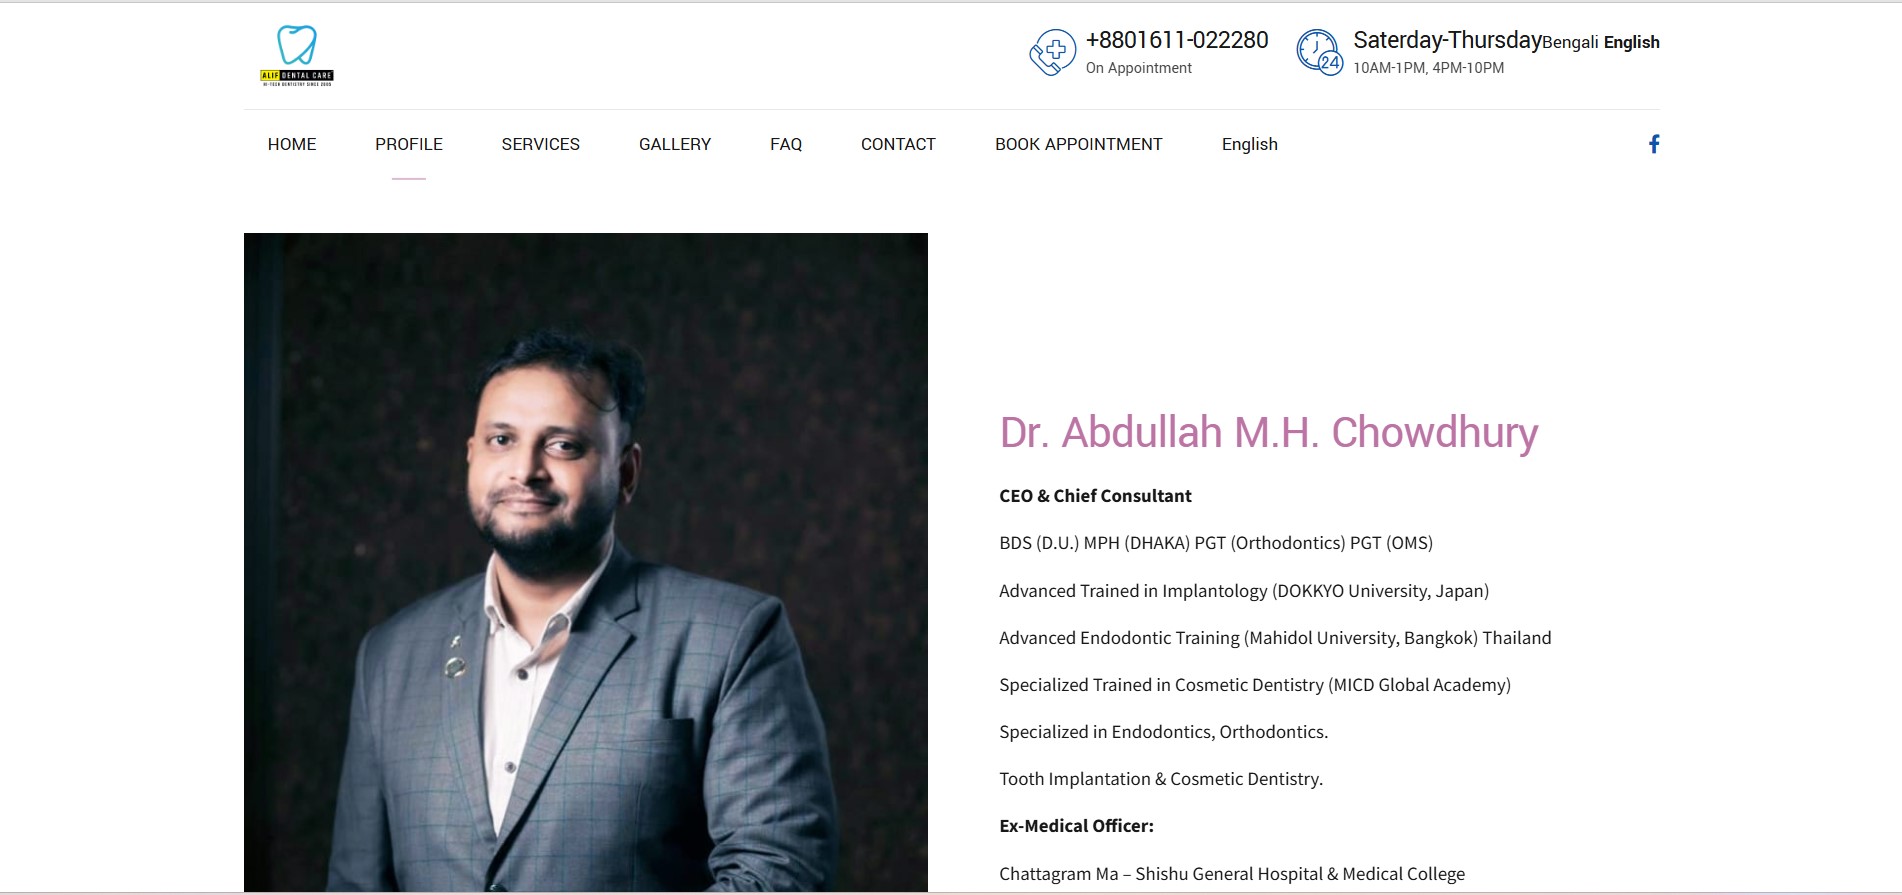 ALIF DENTAL CARE
HI-TECH DENTISTRY SINCE 2005
+8801611-022280
On Appointment
24
Saterday-Thursday
10AM-1PM, 4PM-10PM
Bengali English
HOME PROFILE SERVICES GALLERY FAQ CONTACT BOOK APPOINTMENT English
Dr. Abdullah M.H. Chowdhury
CEO & Chief Consultant
BDS (D.U.) MPH (DHAKA) PGT (Orthodontics) PGT (OMS)
Advanced Trained in Implantology (DOKKYO University, Japan)
Advanced Endodontic Training (Mahidol University, Bangkok) Thailand
Specialized Trained in Cosmetic Dentistry (MICD Global Academy)
Specialized in Endodontics, Orthodontics.
Tooth Implantation & Cosmetic Dentistry.
Ex-Medical Officer:
Chattagram Ma – Shishu General Hospital & Medical College